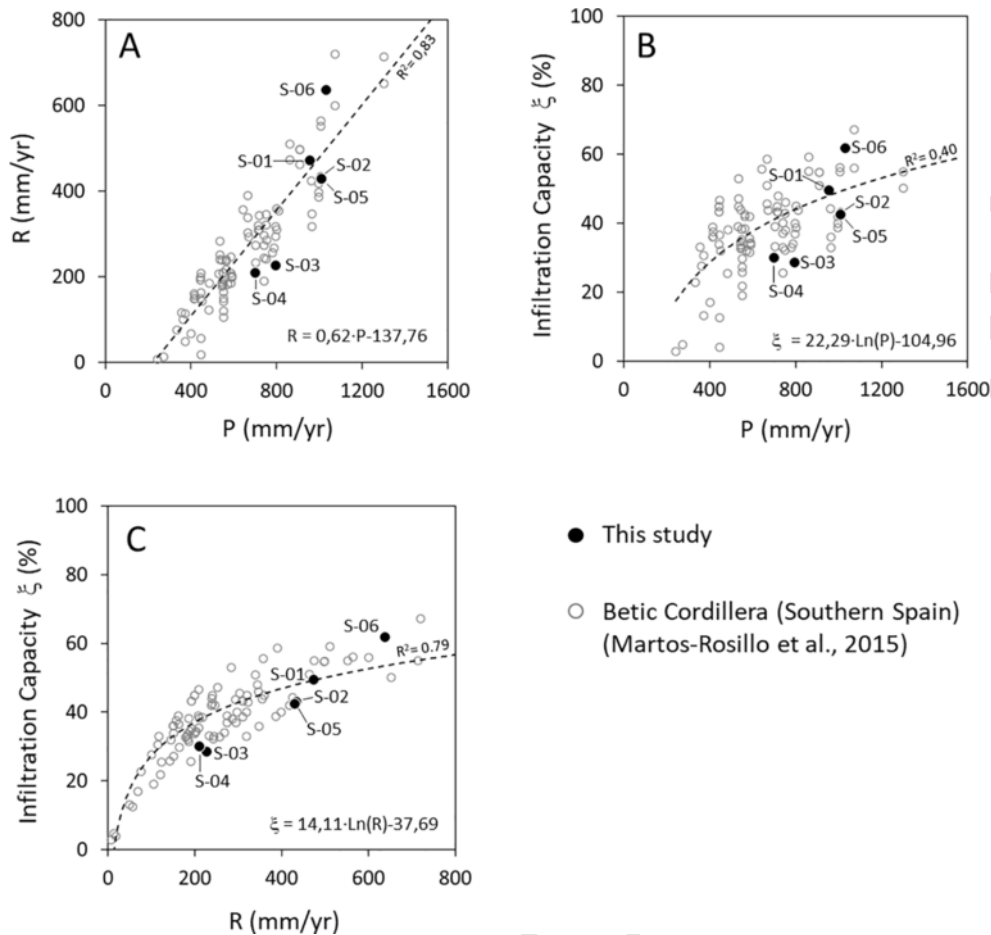 A
800
600
400
200
0
R (mm/yr)
0
400
800
1200
1600
P (mm/yr)
R²= 0,83
S-06
S-01
S-02
S-05
S-03
S-04
R = 0,62·P-137,76
B
100
80
60
40
20
0
Infiltration Capacity ξ (%)
0
400
800
1200
1600
P (mm/yr)
R²= 0,40
S-06
S-01
S-02
S-05
S-03
S-04
ξ = 22,29·Ln(P)-104,96
C
100
80
60
40
20
0
Infiltration Capacity ξ (%)
0
200
400
600
800
R (mm/yr)
R²= 0.79
S-06
S-01
S-02
S-05
S-03
S-04
ξ = 14,11·Ln(R)-37,69
This study
Betic Cordillera (Southern Spain)
(Martos-Rosillo et al., 2015)